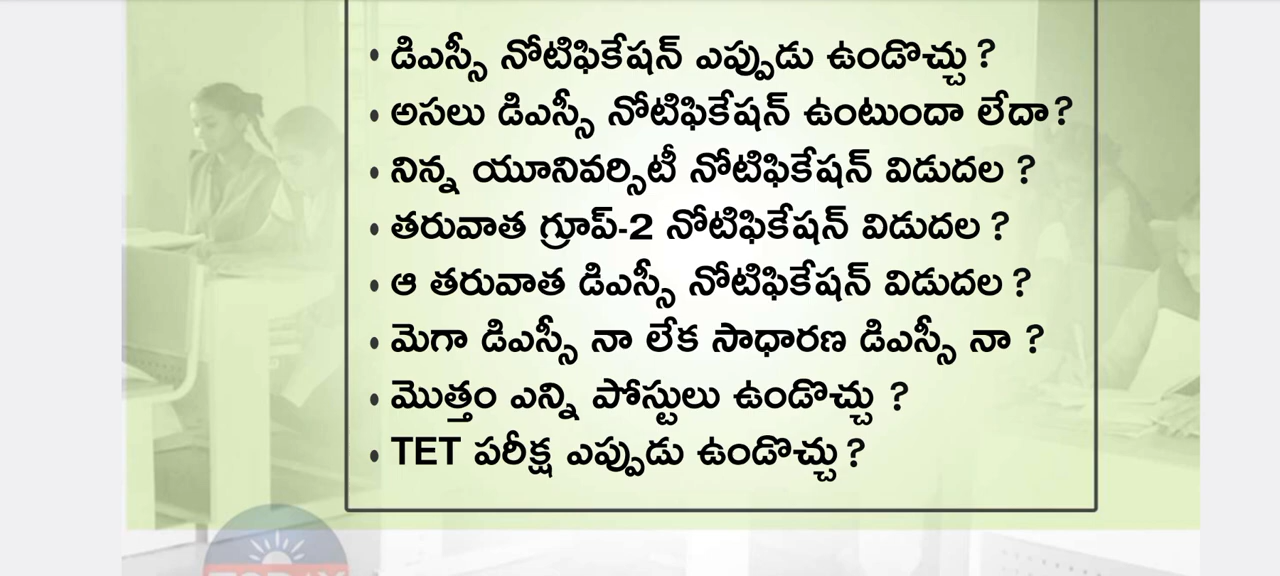 • డిఎస్సీ నోటిఫికేషన్ ఎప్పుడు ఉండొచ్చు ?
• అసలు డిఎస్సీ నోటిఫికేషన్ ఉంటుందా లేదా?
• నిన్న యూనివర్సిటీ నోటిఫికేషన్ విడుదల ?
• తరువాత గ్రూప్-2 నోటిఫికేషన్ విడుదల ?
• ఆ తరువాత డిఎస్సీ నోటిఫికేషన్ విడుదల ?
• మెగా డిఎస్సీ నా లేక సాధారణ డిఎస్సీ నా ?
• మొత్తం ఎన్ని పోస్టులు ఉండొచ్చు ?
• TET పరీక్ష ఎప్పుడు ఉండొచ్చు ?